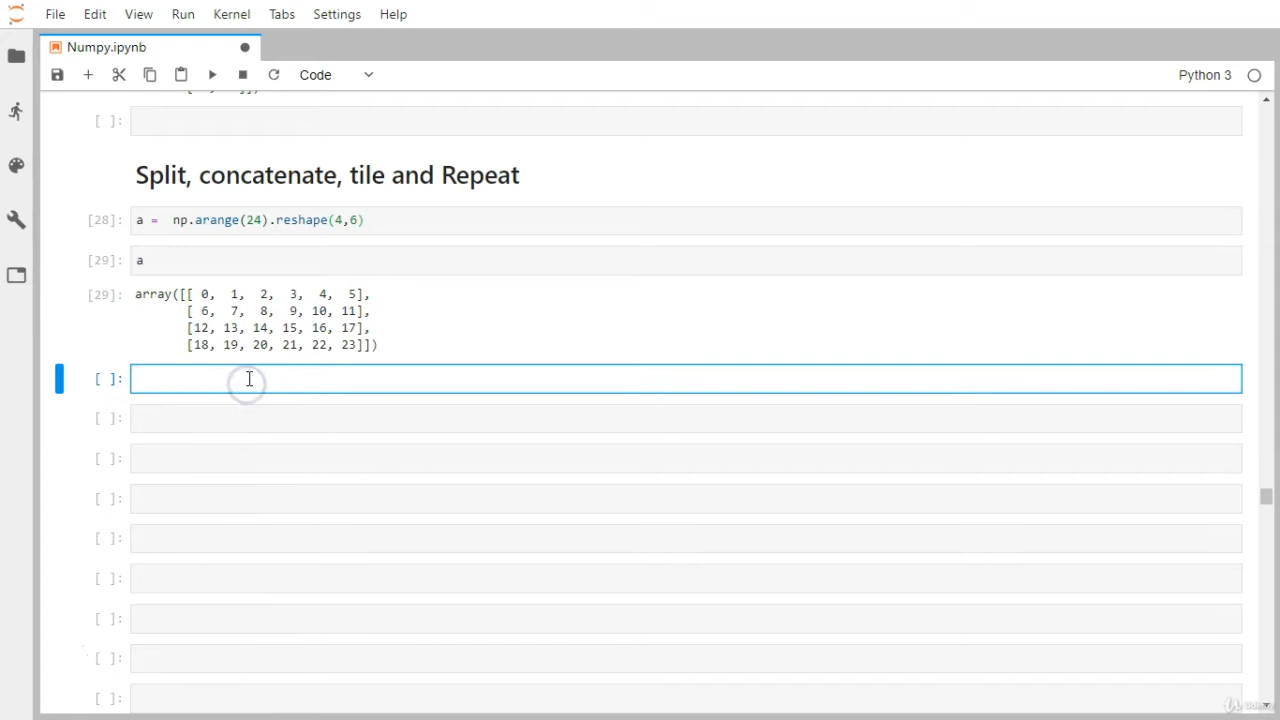 File Edit View Run Kernel Tabs Settings Help
Numpy.ipynb
Code
Python 3
[ ]:
Split, concatenate, tile and Repeat
[28]: a =  np.arange(24).reshape(4,6)
[29]: a
[29]: array([[ 0,  1,  2,  3,  4,  5],
[ 6,  7,  8,  9, 10, 11],
[12, 13, 14, 15, 16, 17],
[18, 19, 20, 21, 22, 23]])
[ ]:
[ ]:
[ ]:
[ ]:
[ ]:
[ ]:
[ ]:
[ ]:
[ ]: